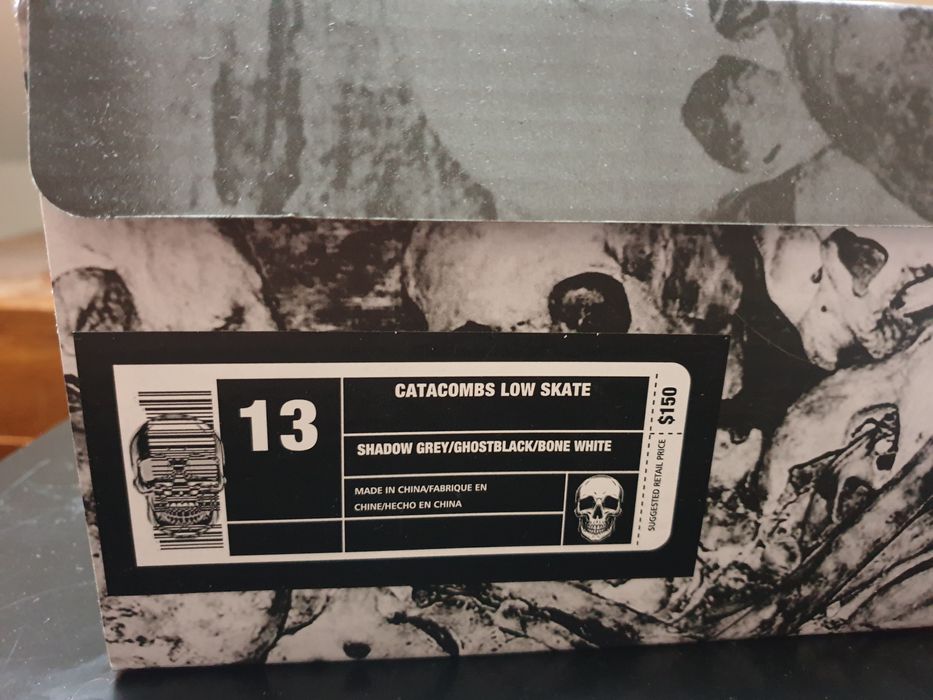 13
CATACOMBS LOW SKATE
SHADOW GREY/GHOSTBLACK/BONE WHITE
MADE IN CHINA/FABRIQUE EN
CHINE/HECHO EN CHINA
SUGGESTED RETAIL PRICE
$150